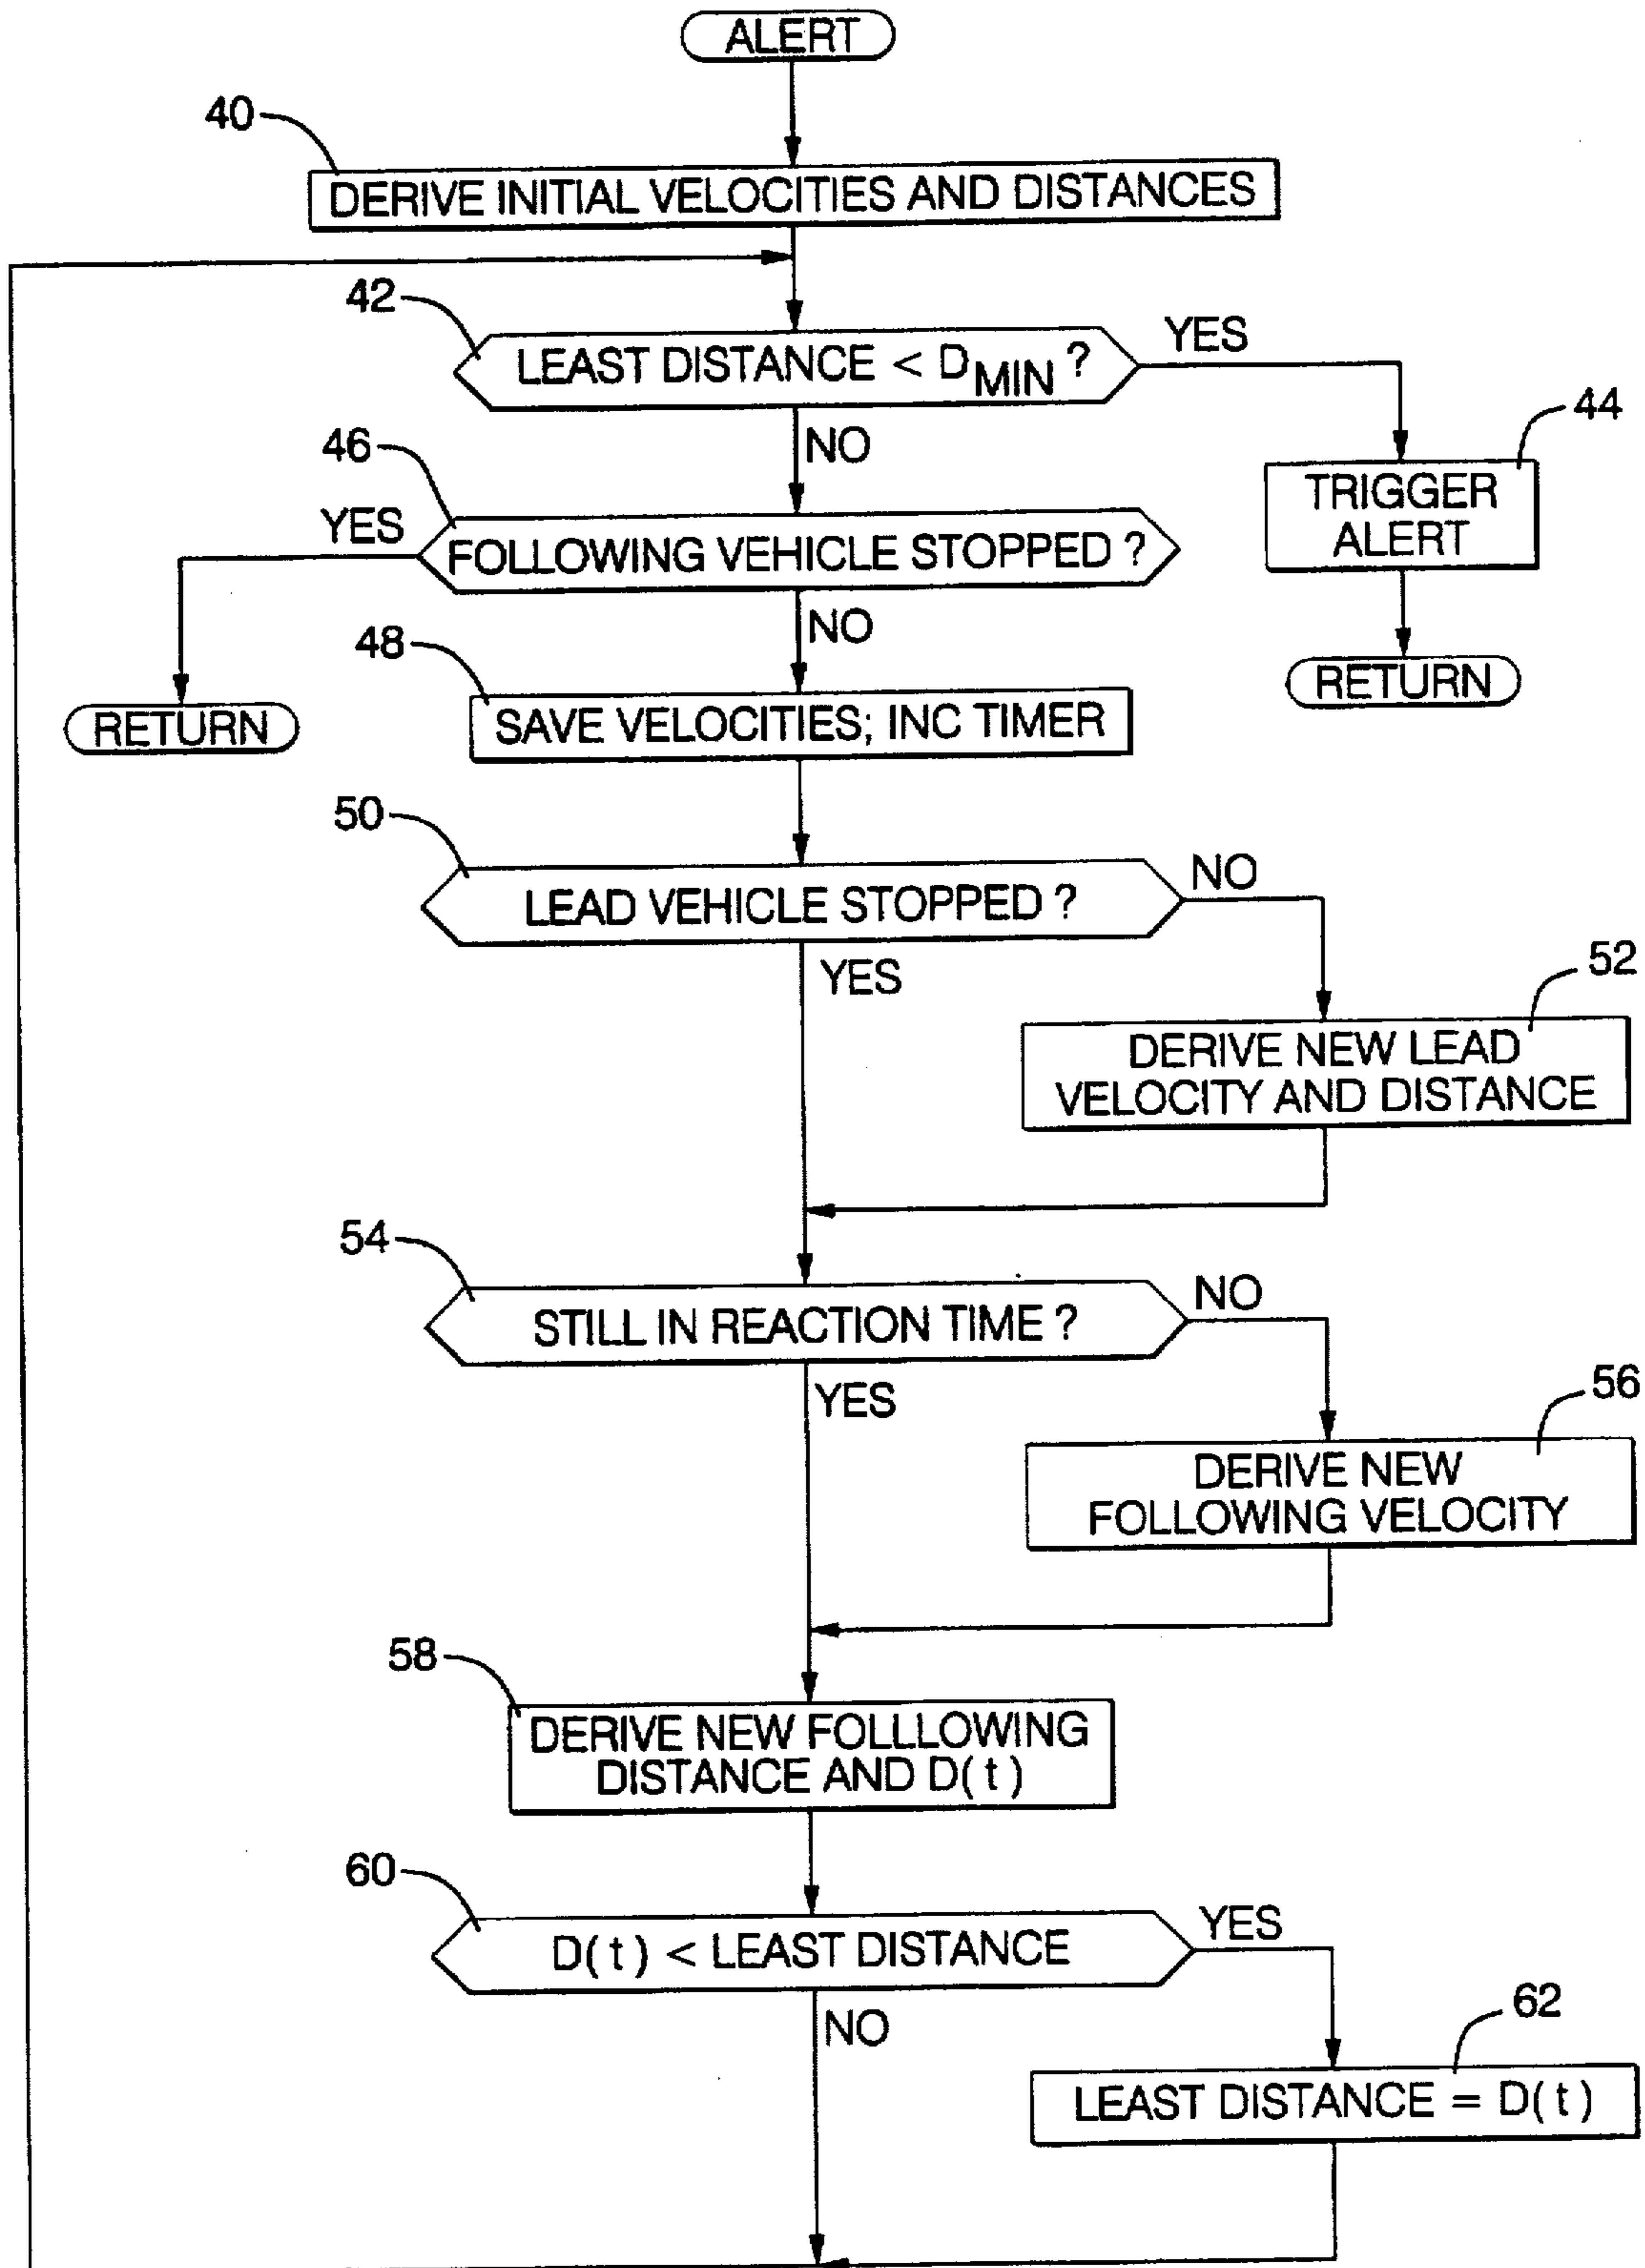 ALERT
40
DERIVE INITIAL VELOCITIES AND DISTANCES
42
LEAST DISTANCE < DMIN ?
YES
NO
44
TRIGGER
ALERT
RETURN
46
YES
FOLLOWING VEHICLE STOPPED ?
NO
RETURN
48
SAVE VELOCITIES; INC TIMER
50
LEAD VEHICLE STOPPED ?
NO
YES
52
DERIVE NEW LEAD
VELOCITY AND DISTANCE
54
STILL IN REACTION TIME ?
NO
YES
56
DERIVE NEW
FOLLOWING VELOCITY
58
DERIVE NEW FOLLLOWING
DISTANCE AND D(t)
60
D(t) < LEAST DISTANCE
YES
NO
62
LEAST DISTANCE = D(t)